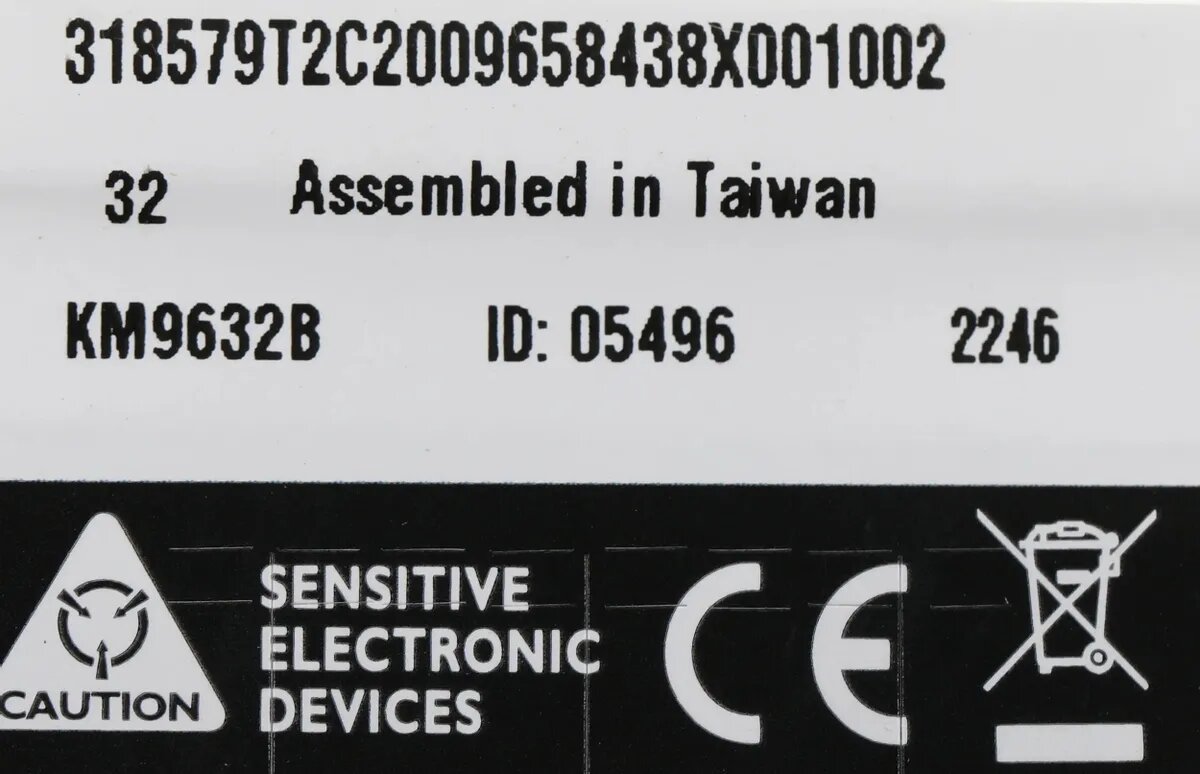 318579T2C2009658438X001002
32 Assembled in Taiwan
KM9632B ID: 05496 2246
CAUTION
SENSITIVE
ELECTRONIC
DEVICES
CE